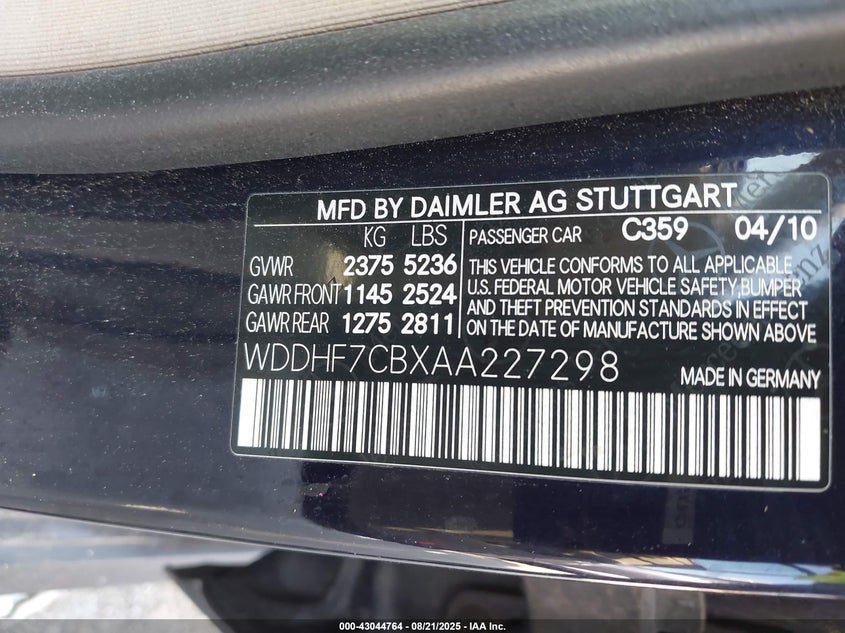 MFD BY DAIMLER AG STUTTGART
KG LBS
GVWR 2375 5236
GAWR FRONT 1145 2524
GAWR REAR 1275 2811
PASSENGER CAR C359 04/10
THIS VEHICLE CONFORMS TO ALL APPLICABLE
U.S. FEDERAL MOTOR VEHICLE SAFETY,BUMPER
AND THEFT PREVENTION STANDARDS IN EFFECT
ON THE DATE OF MANUFACTURE SHOWN ABOVE
WDDHF7CBXAA227298
MADE IN GERMANY
000-43044764 - 08/21/2025 - IAA Inc.